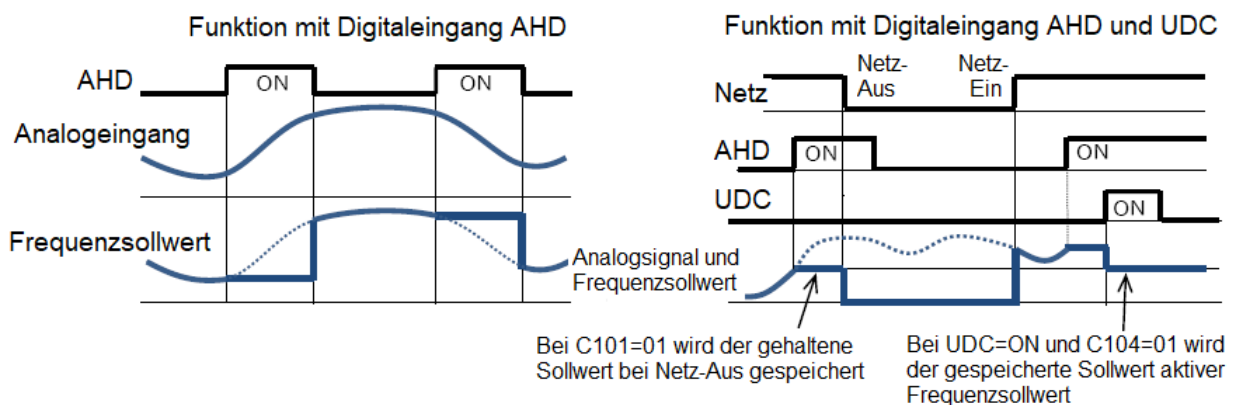 Funktion mit Digitaleingang AHD
AHD
ON
ON
Analogeingang
Frequenzsollwert
Funktion mit Digitaleingang AHD und UDC
Netz-
Aus
Netz-
Ein
Netz
AHD
ON
ON
UDC
ON
Analogsignal und
Frequenzsollwert
Bei C101=01 wird der gehaltene
Sollwert bei Netz-Aus gespeichert
Bei UDC=ON und C104=01 wird
der gespeicherte Sollwert aktiver
Frequenzsollwert